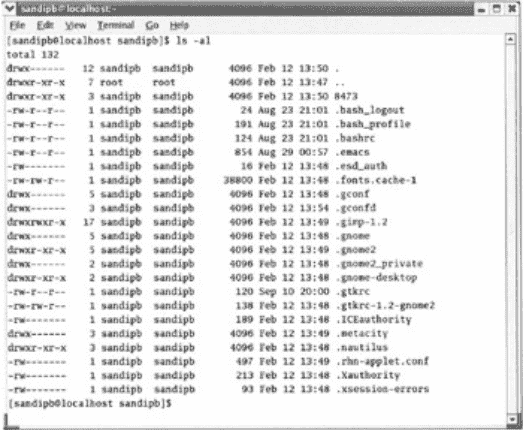 sandipb@localhost:~
File Edit View Terminal Go Help
[sandipb@localhost sandipb]$ ls -al
total 132
drwx------ 12 sandipb sandipb 4096 Feb 12 13:50 .
drwxr-xr-x 7 root root 4096 Feb 12 13:47 ..
drwxr-xr-x 3 sandipb sandipb 4096 Feb 12 13:50 8473
-rw-r--r-- 1 sandipb sandipb 24 Aug 23 21:01 .bash_logout
-rw-r--r-- 1 sandipb sandipb 191 Aug 23 21:01 .bash_profile
-rw-r--r-- 1 sandipb sandipb 124 Aug 23 21:01 .bashrc
-rw-r--r-- 1 sandipb sandipb 854 Aug 29 00:57 .emacs
-rw------- 1 sandipb sandipb 16 Feb 12 13:48 .esd_auth
-rw-rw-r-- 1 sandipb sandipb 38800 Feb 12 13:48 .fonts.cache-1
drwx------ 5 sandipb sandipb 4096 Feb 12 13:48 .gconf
drwx------ 3 sandipb sandipb 4096 Feb 12 13:54 .gconfd
drwxrwxr-x 17 sandipb sandipb 4096 Feb 12 13:49 .gimp-1.2
drwxr-xr-x 5 sandipb sandipb 4096 Feb 12 13:48 .gnome
drwxr-xr-x 5 sandipb sandipb 4096 Feb 12 13:49 .gnome2
drwx------ 2 sandipb sandipb 4096 Feb 12 13:48 .gnome2_private
drwxr-xr-x 2 sandipb sandipb 4096 Feb 12 13:48 .gnome-desktop
-rw-r--r-- 1 sandipb sandipb 120 Sep 10 20:00 .gtkrc
-rw-rw-r-- 1 sandipb sandipb 138 Feb 12 13:48 .gtkrc-1.2-gnome2
-rw------- 1 sandipb sandipb 189 Feb 12 13:48 .ICEauthority
drwx------ 3 sandipb sandipb 4096 Feb 12 13:49 .metacity
drwxr-xr-x 3 sandipb sandipb 4096 Feb 12 13:48 .nautilus
-rw------- 1 sandipb sandipb 497 Feb 12 13:49 .rhn-applet.conf
-rw------- 1 sandipb sandipb 213 Feb 12 13:48 .Xauthority
-rw------- 1 sandipb sandipb 93 Feb 12 13:48 .xsession-errors
[sandipb@localhost sandipb]$